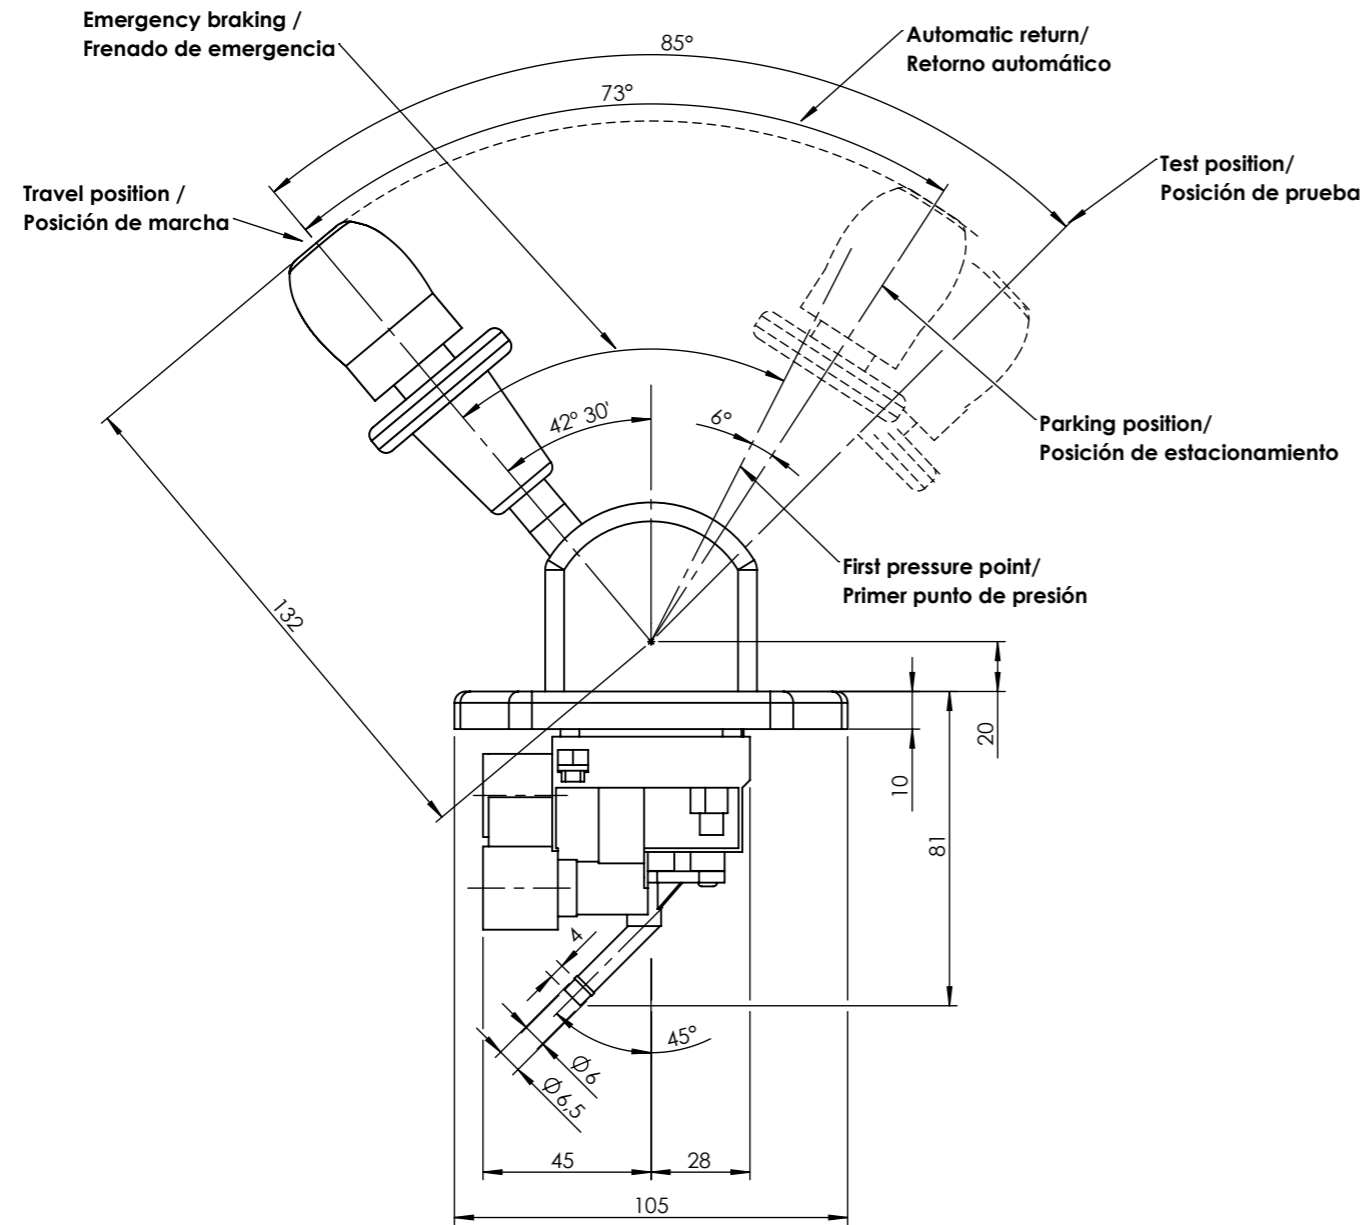 Emergency braking /
Frenado de emergencia
Automatic return/
Retorno automático
85°
73°
Test position/
Posición de prueba
Travel position /
Posición de marcha
42° 30'
6°
Parking position/
Posición de estacionamiento
First pressure point/
Primer punto de presión
132
20
10
81
4
45°
Ø6
Ø6,5
45
28
105